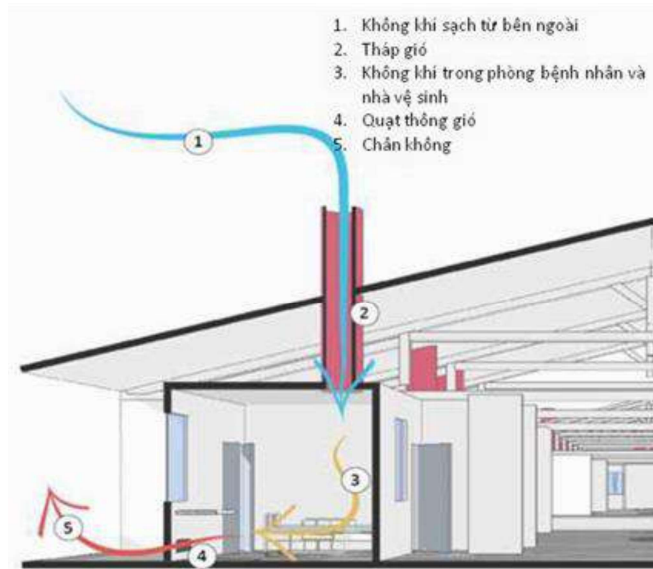 1. Không khí sạch từ bên ngoài
2. Tháp gió
3. Không khí trong phòng bệnh nhân và
nhà vệ sinh
4. Quạt thông gió
5. Chân không
1
2
3
4
5